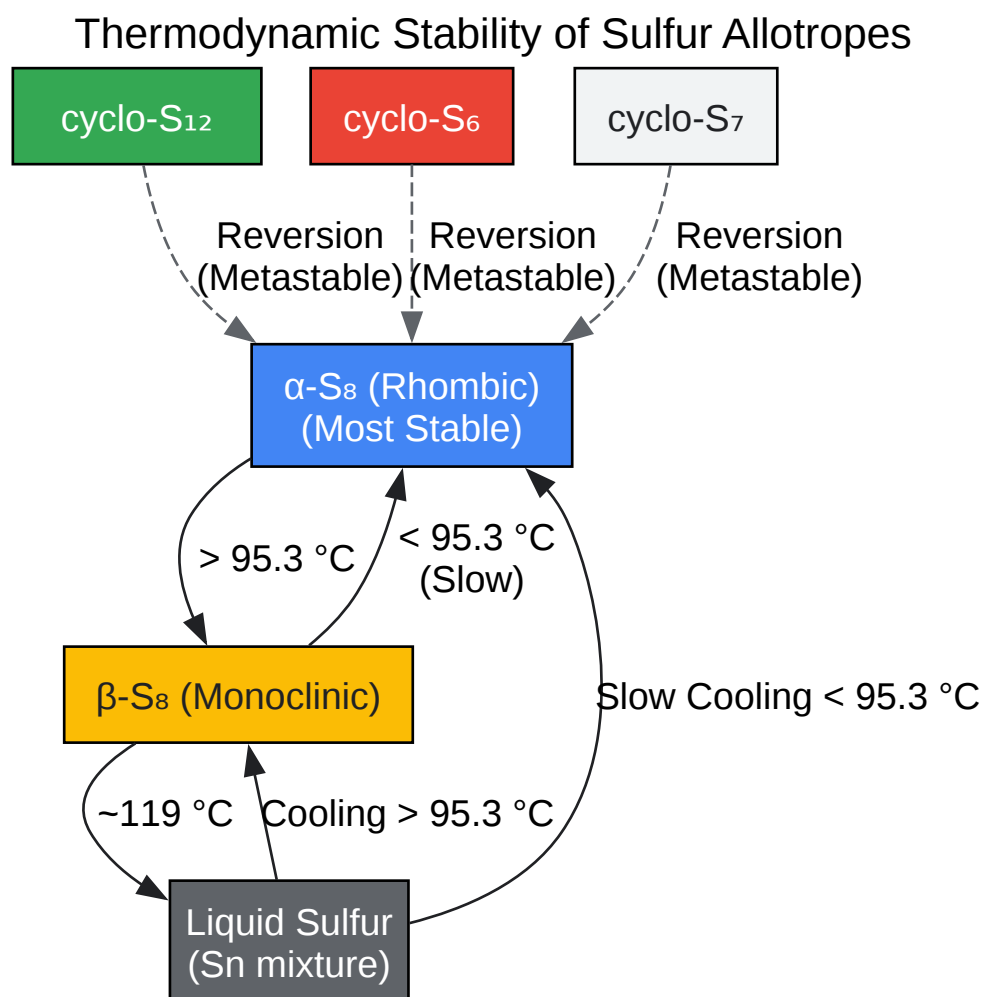 Thermodynamic Stability of Sulfur Allotropes
cyclo-S₁₂
cyclo-S₆
cyclo-S₇
Reversion
(Metastable)
Reversion
(Metastable)
Reversion
(Metastable)
α-S₈ (Rhombic)
(Most Stable)
> 95.3 °C
< 95.3 °C
(Slow)
β-S₈ (Monoclinic)
Slow Cooling < 95.3 °C
~119 °C
Cooling > 95.3 °C
Liquid Sulfur
(Sn mixture)